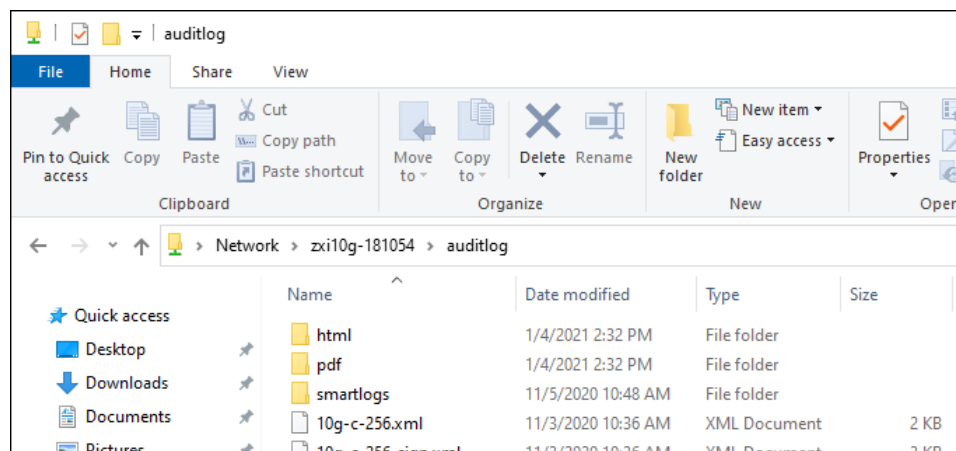 auditlog
File Home Share View
Pin to Quick access
Copy
Paste
Cut
Copy path
Paste shortcut
Move to
Copy to
Delete
Rename
New folder
New item
Easy access
Properties
Clipboard Organize New Oper
Network zxi10g-181054 auditlog
Name Date modified Type Size
Quick access
Desktop
Downloads
Documents
Pictures
html 1/4/2021 2:32 PM File folder
pdf 1/4/2021 2:32 PM File folder
smartlogs 11/5/2020 10:48 AM File folder
10g-c-256.xml 11/3/2020 10:36 AM XML Document 2 KB